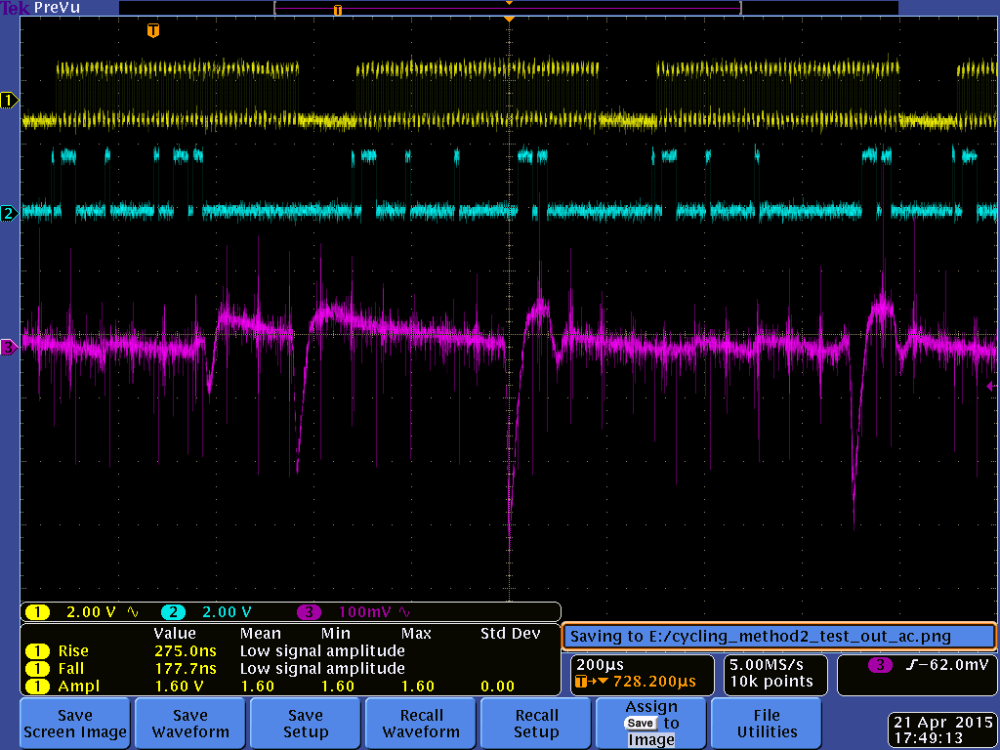 Tek PreVu
T
T
1
2
3
1 2.00 V 2 2.00 V 3 100mV
Value Mean Min Max Std Dev
1 Rise 275.0ns Low signal amplitude
1 Fall 177.7ns Low signal amplitude
1 Ampl 1.60 V 1.60 1.60 1.60 0.00
Saving to E:/cycling_method2_test_out_ac.png
200µs
T→▼ 728.200µs
5.00MS/s
10k points
3 ʃ −62.0mV
Save
Screen Image
Save
Waveform
Save
Setup
Recall
Waveform
Recall
Setup
Assign
Save to
Image
File
Utilities
21 Apr 2015
17:49:13